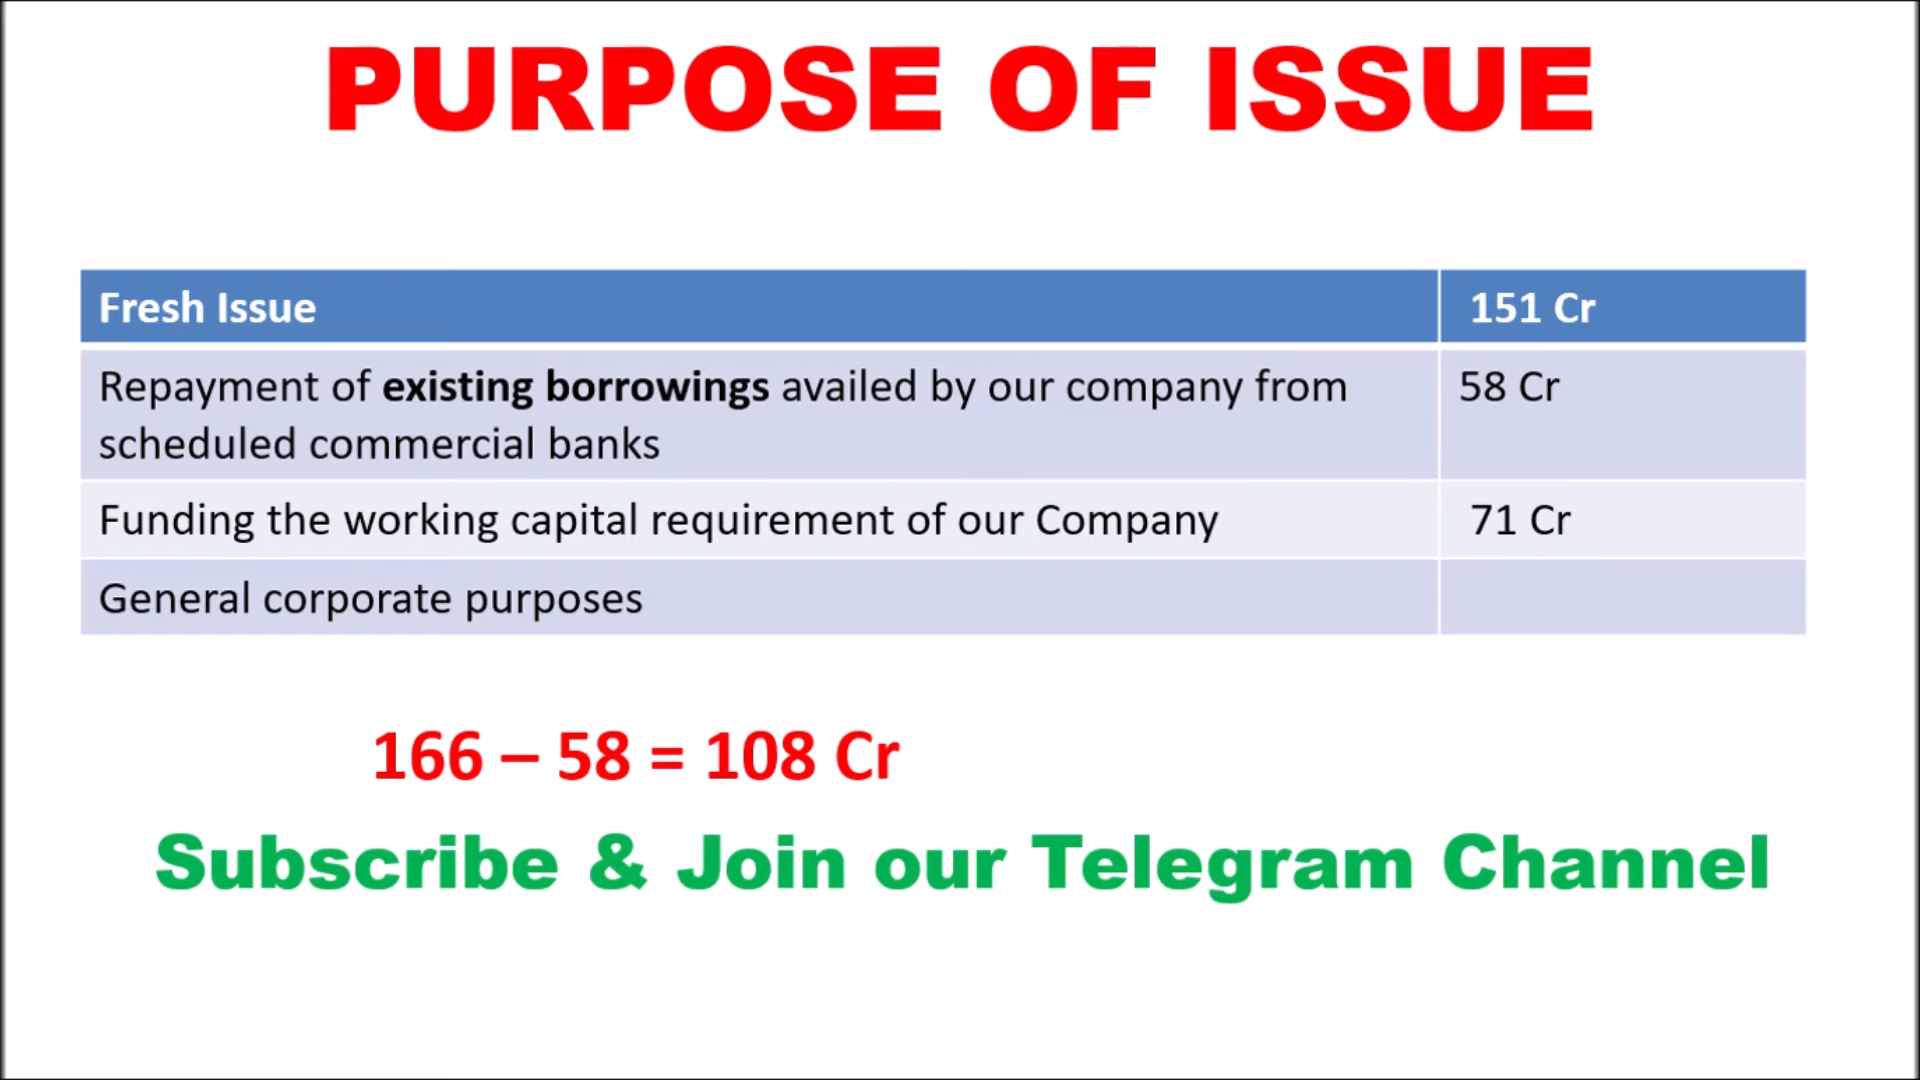 PURPOSE OF ISSUE
Fresh Issue 151 Cr
Repayment of existing borrowings availed by our company from 58 Cr
scheduled commercial banks
Funding the working capital requirement of our Company 71 Cr
General corporate purposes
166 – 58 = 108 Cr
Subscribe & Join our Telegram Channel